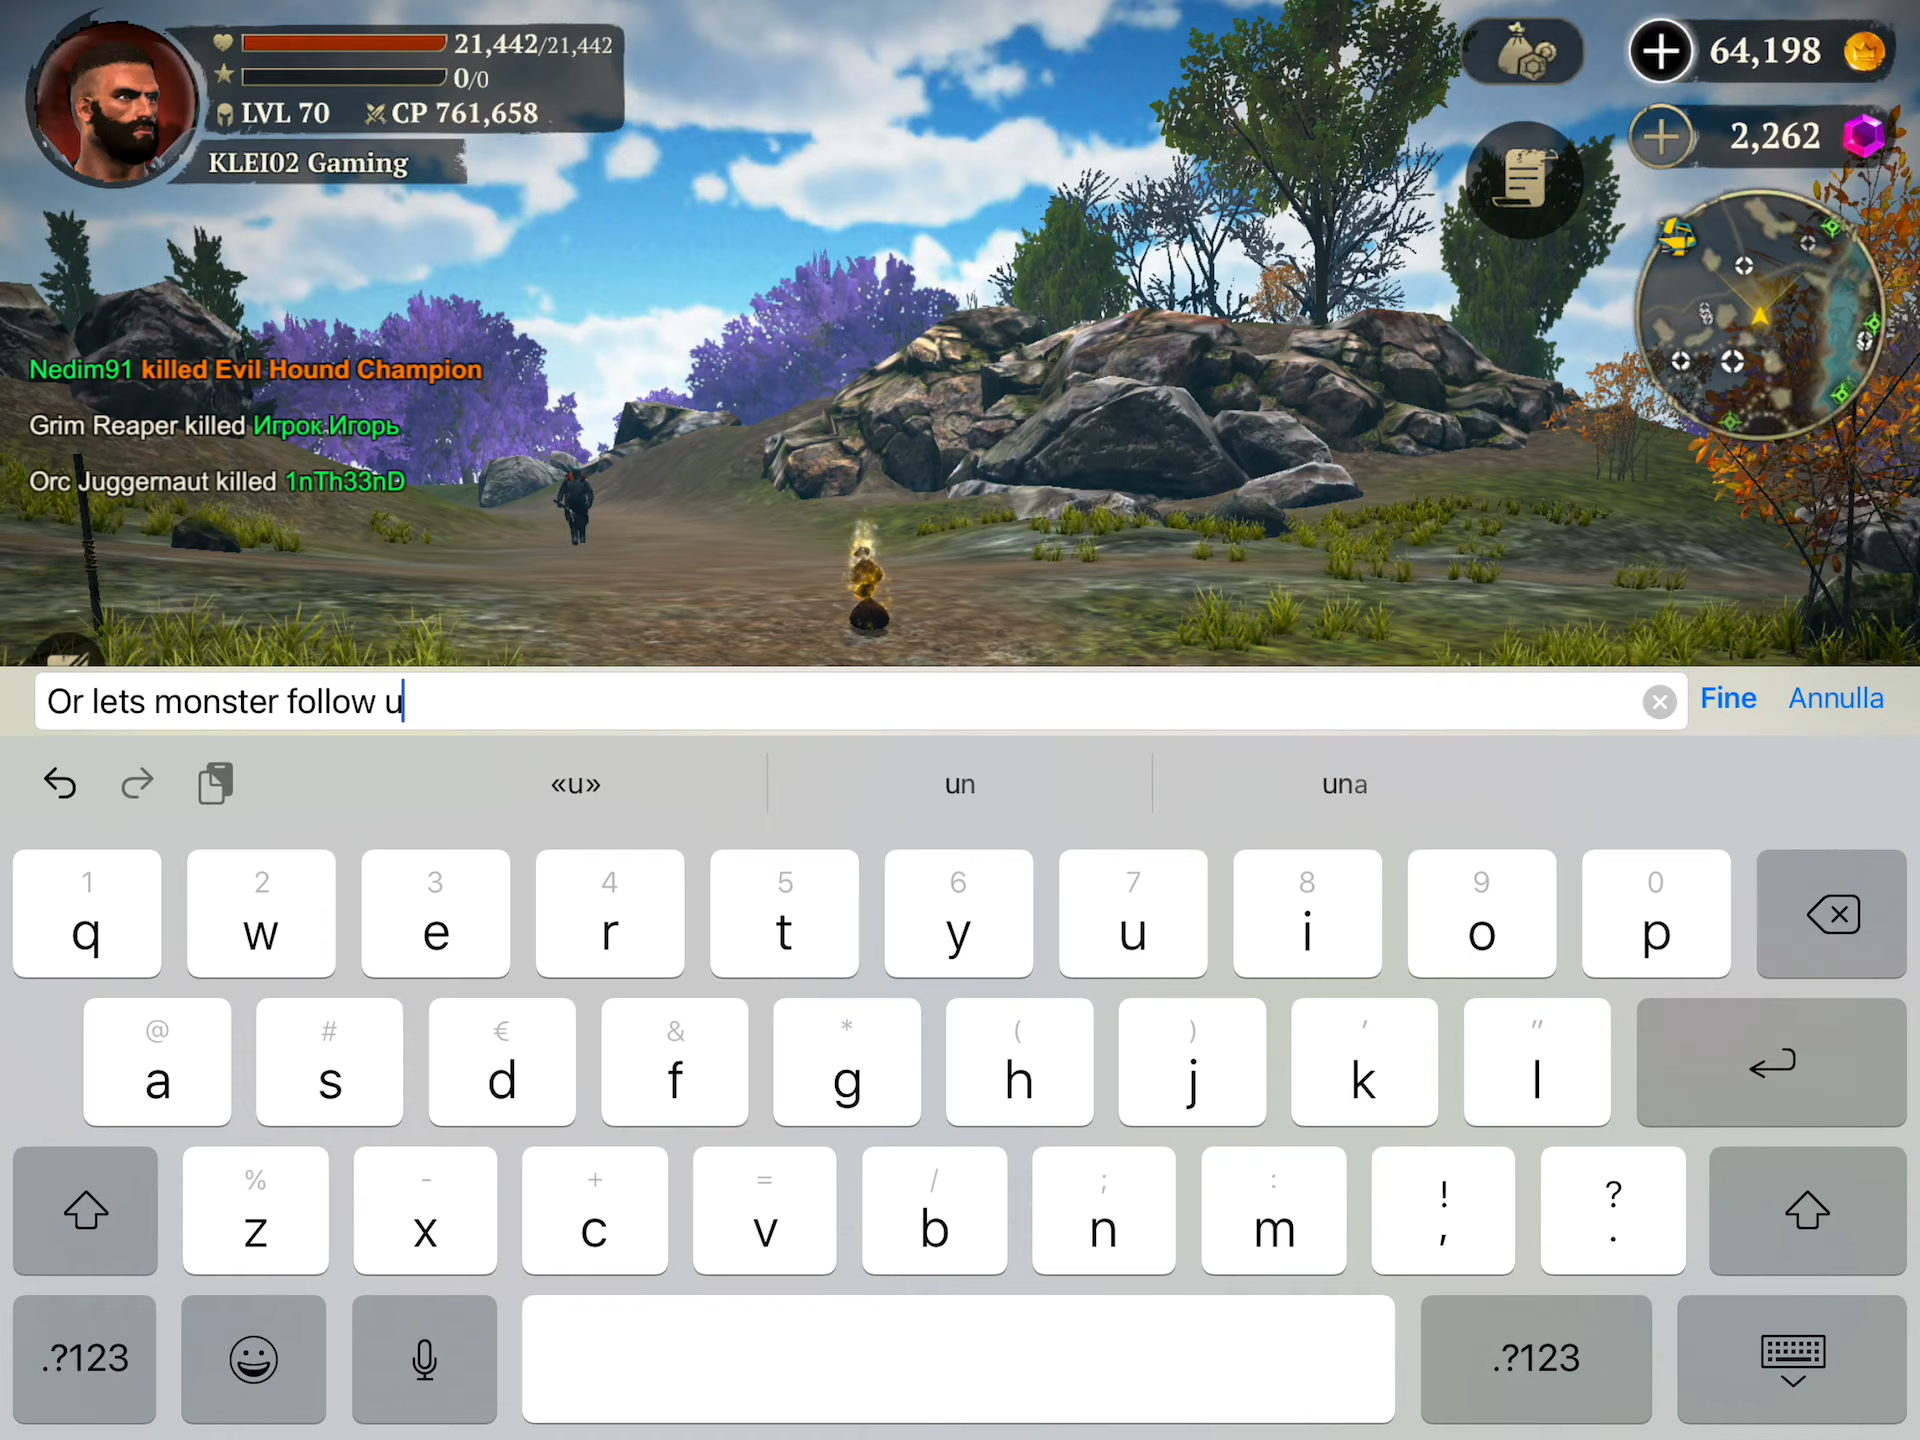 21,442/21,442
0/0
LVL 70 CP 761,658
KLEI02 Gaming
64,198
2,262
Nedim91 killed Evil Hound Champion
Grim Reaper killed Игрок.Игорь
Orc Juggernaut killed 1nTh33nD
Or lets monster follow u
Fine Annulla
«u» un una
1 2 3 4 5 6 7 8 9 0
q w e r t y u i o p
@ # € & * ( ) ' "
a s d f g h j k l
% - + = / ; : ! ?
z x c v b n m , .
.?123 .?123